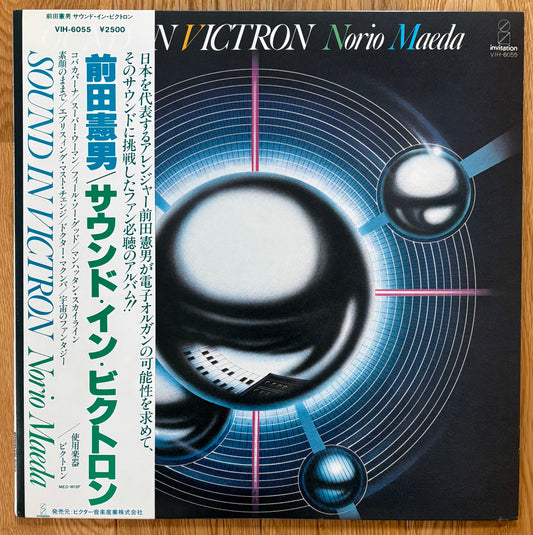 前田憲男 サウンド・イン・ビクトロン
VIH-6055 ¥2500
IN VICTRON Norio Maeda
invitation
VIH-6055
日本を代表するアレンジャー前田憲男が電子オルガンの可能性を求めて、
そのサウンドに挑戦したファン必聴のアルバム!!
前田憲男/サウンド・イン・ビクトロン
コパカバーナ/スーパー・ウーマン/フィール・ソー・グッド/マンハッタン・スカイライン
素顔のままで/エブリシィング・マスト・チェンジ/ドクター・マクンバ/宇宙のファンタジー
/使用楽器
ビクトロン
MEO-W15P
SOUND IN VICTRON Norio Maeda
invitation
発売元:ビクター音楽産業株式会社